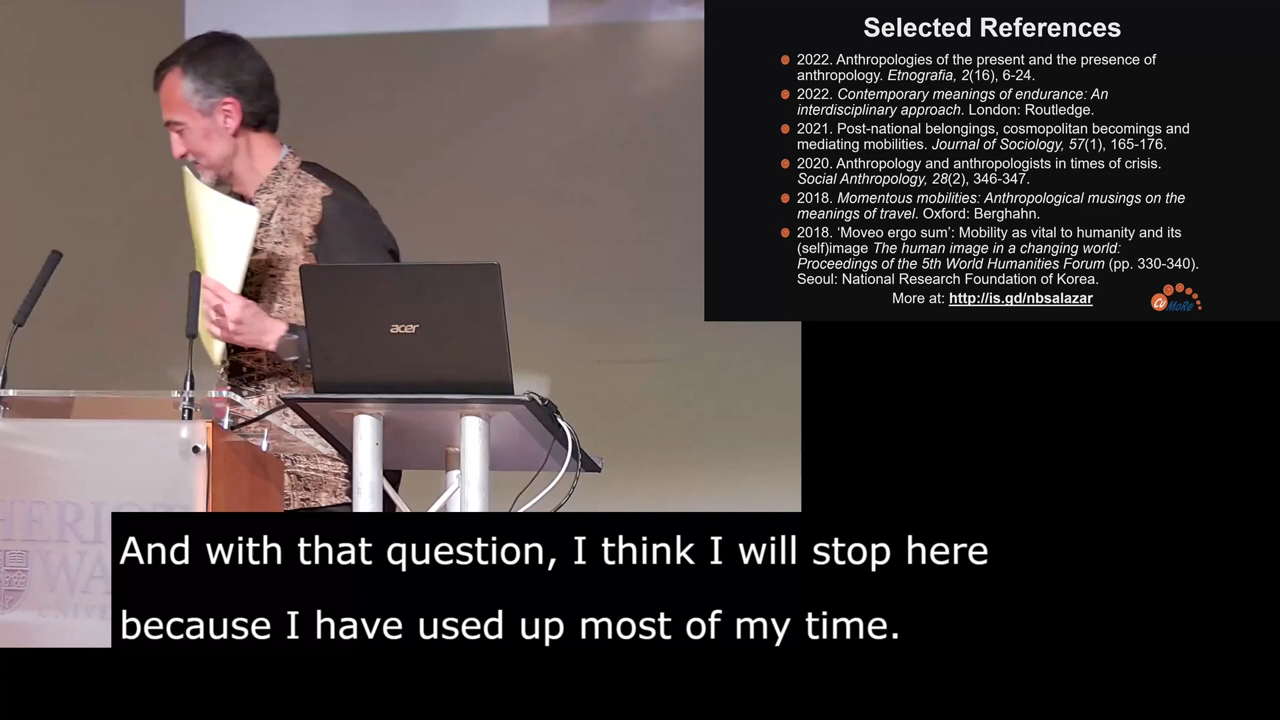 Selected References
2022. Anthropologies of the present and the presence of
anthropology. Etnografia, 2(16), 6-24.
2022. Contemporary meanings of endurance: An
interdisciplinary approach. London: Routledge.
2021. Post-national belongings, cosmopolitan becomings and
mediating mobilities. Journal of Sociology, 57(1), 165-176.
2020. Anthropology and anthropologists in times of crisis.
Social Anthropology, 28(2), 346-347.
2018. Momentous mobilities: Anthropological musings on the
meanings of travel. Oxford: Berghahn.
2018. ‘Moveo ergo sum’: Mobility as vital to humanity and its
(self)image The human image in a changing world:
Proceedings of the 5th World Humanities Forum (pp. 330-340).
Seoul: National Research Foundation of Korea.
More at: http://is.gd/nbsalazar
CuMoRe
acer
HERIOT
WA
UNIV
And with that question, I think I will stop here
because I have used up most of my time.